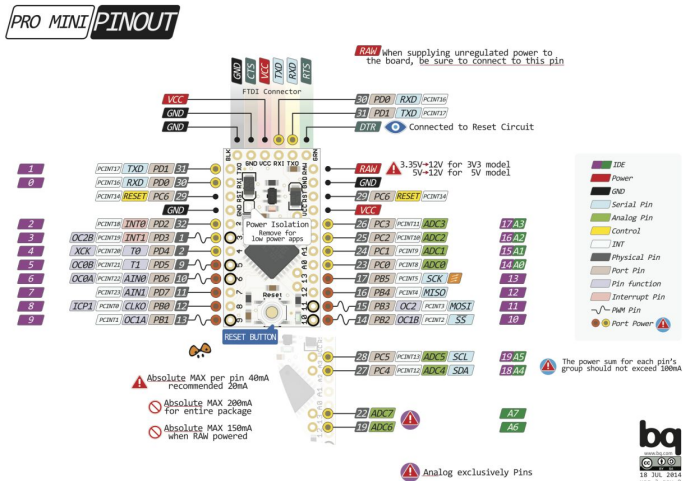 PRO MINI PINOUT
RAW When supplying unregulated power to
the board, be sure to connect to this pin
GND CTS VCC TXD RXD RTS
FTDI Connector
VCC
GND
GND
30 PD0 RXD PCINT16
31 PD1 TXD PCINT17
DTR Connected to Reset Circuit
BLK GRN
GND GND VCC RXI TXO
1 PCINT17 TXD PD1 31
0 PCINT16 RXD PD0 30
PCINT14 RESET PC6 29
GND
2 PCINT18 INT0 PD2 32
3 OC2B PCINT19 INT1 PD3 1
4 XCK PCINT20 T0 PD4 2
5 OC0B PCINT21 T1 PD5 9
6 OC0A PCINT22 AIN0 PD6 10
7 PCINT23 AIN1 PD7 11
8 ICP1 PCINT0 CLKO PB0 12
9 PCINT1 OC1A PB1 13
Power Isolation
Remove for
low power apps
Reset
RESET BUTTON
RAW 3.35V→12V for 3V3 model
5V→12V for 5V model
GND
29 PC6 RESET PCINT14
VCC
26 PC3 PCINT11 ADC3 17 A3
25 PC2 PCINT10 ADC2 16 A2
24 PC1 PCINT9 ADC1 15 A1
23 PC0 PCINT8 ADC0 14 A0
17 PB5 PCINT5 SCK 13
16 PB4 PCINT4 MISO 12
15 PB3 OC2 PCINT3 MOSI 11
14 PB2 OC1B PCINT2 SS 10
28 PC5 PCINT13 ADC5 SCL 19 A5
27 PC4 PCINT12 ADC4 SDA 18 A4
22 ADC7 A7
19 ADC6 A6
IDE
Power
GND
Serial Pin
Analog Pin
Control
INT
Physical Pin
Port Pin
Pin function
Interrupt Pin
PWM Pin
Port Power
The power sum for each pin's
group should not exceed 100mA
Absolute MAX per pin 40mA
recommended 20mA
Absolute MAX 200mA
for entire package
Absolute MAX 150mA
when RAW powered
Analog exclusively Pins
bq
www.bq.com
18 JUL 2014